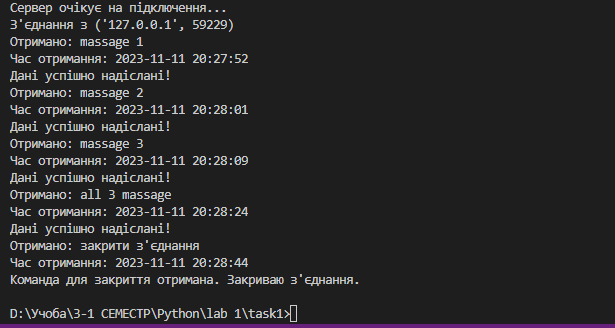 Сервер очікує на підключення...
З'єднання з ('127.0.0.1', 59229)
Отримано: massage 1
Час отримання: 2023-11-11 20:27:52
Дані успішно надіслані!
Отримано: massage 2
Час отримання: 2023-11-11 20:28:01
Дані успішно надіслані!
Отримано: massage 3
Час отримання: 2023-11-11 20:28:09
Дані успішно надіслані!
Отримано: all 3 massage
Час отримання: 2023-11-11 20:28:24
Дані успішно надіслані!
Отримано: закрити з'єднання
Час отримання: 2023-11-11 20:28:44
Команда для закриття отримана. Закриваю з'єднання.
D:\Учоба\3-1 СЕМЕСТР\Python\lab 1\task1>